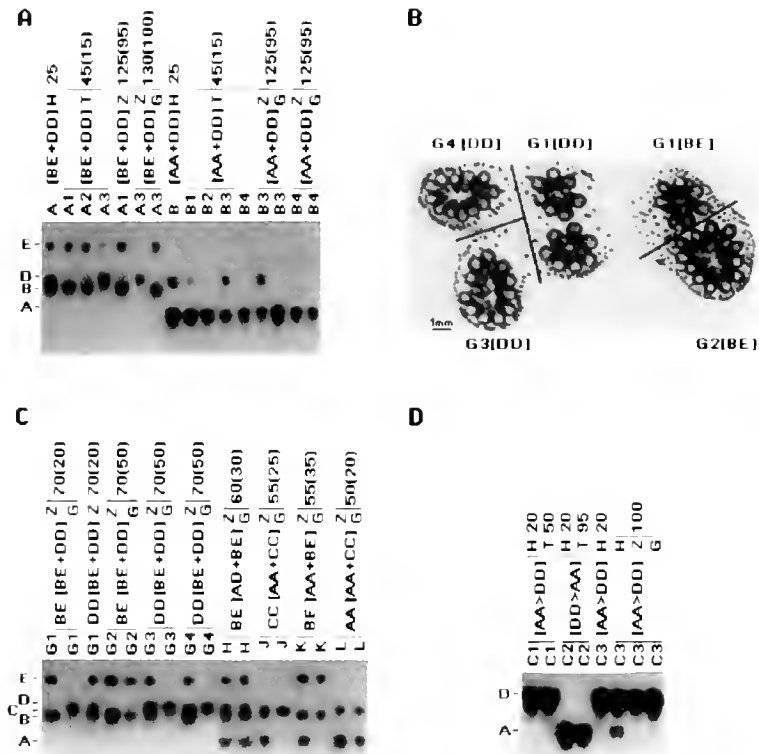 A
[BE+DD] H 25
[BE+DD] T 45(15)
[BE+DD] Z 125(95)
[BE+DD] Z G 130(100)
[AA+DD] H 25
[AA+DD] T 45(15)
[AA+DD] Z G 125(95)
[AA+DD] Z G 125(95)
A A1 A2 A3 A1 A3 A3 B B1 B2 B3 B4 B3 B3 B4 B4
E
D
B
A
B
G4 [DD]
G1 [DD]
G1 [BE]
1mm
G3 [DD]
G2 [BE]
C
BE [BE+DD] Z G 70(20)
DD [BE+DD] Z 70(20)
BE [BE+DD] Z G 70(50)
DD [BE+DD] Z G 70(50)
DD [BE+DD] Z G 70(50)
BE [AD+BE] Z G 60(30)
CC [AA+CC] Z G 55(25)
BE [AA+BE] Z G 55(35)
AA [AA+CC] Z G 50(20)
G1 G1 G1 G2 G2 G3 G3 G4 G4 H H J J K K L L
E
D
C
B
A
D
[AA>DD] H 20
T 50
[DD>AA] H 20
T 95
[AA>DD] H 20
H
[AA>DD] Z 100
G
C1 C1 C2 C2 C3 C3 C3 C3
D
A